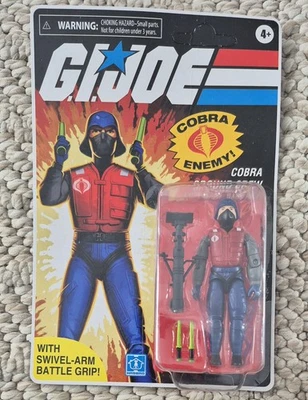 WARNING:
CHOKING HAZARD–Small parts.
Not for children under 3 years.
4+
G.I.JOE
COBRA
ENEMY!
COBRA
WITH
SWIVEL-ARM
BATTLE GRIP!